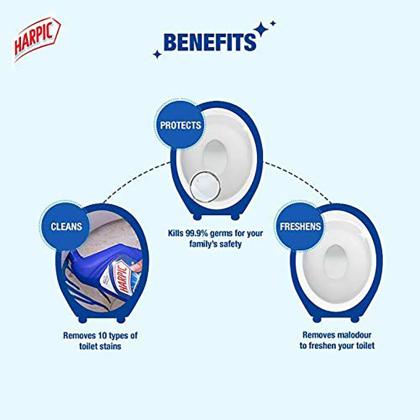 HARPIC
BENEFITS
PROTECTS
Kills 99.9% germs for your
family's safety
CLEANS
HARPIC
Removes 10 types of
toilet stains
FRESHENS
Removes malodour
to freshen your toilet